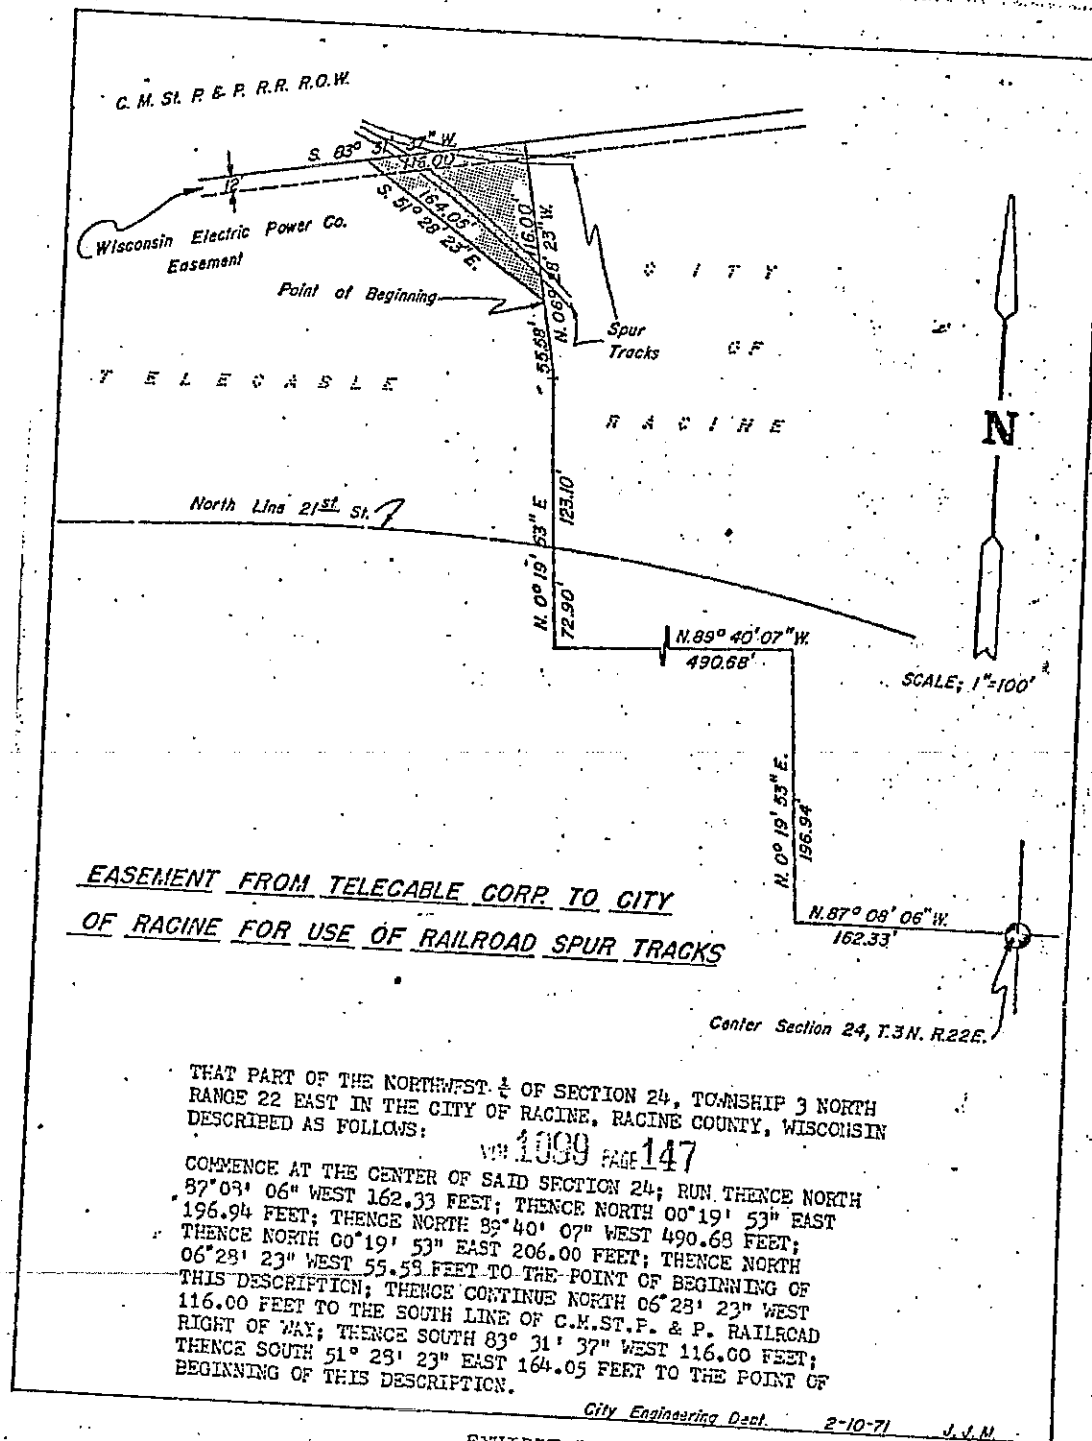 C. M. St. P. & P. R.R. R.O.W.
S. 83° 31' 37" W.
116.00'
12'
164.05'
S. 51° 28' 23" E.
116.00'
N. 06° 28' 23" W.
Wisconsin Electric Power Co.
Easement
Point of Beginning
Spur
Tracks
55.58'
CITY
OF
RACINE
TELECABLE
N
North Line 21st. St.
N. 0° 19' 53" E
123.10'
72.90'
N. 89° 40' 07" W.
490.68'
SCALE; 1"=100'
N. 0° 19' 53" E.
196.94'
EASEMENT FROM TELECABLE CORP. TO CITY
OF RACINE FOR USE OF RAILROAD SPUR TRACKS
N. 87° 08' 06" W.
162.33'
Center Section 24, T.3N. R.22E.
THAT PART OF THE NORTHWEST ¼ OF SECTION 24, TOWNSHIP 3 NORTH
RANGE 22 EAST IN THE CITY OF RACINE, RACINE COUNTY, WISCONSIN
DESCRIBED AS FOLLOWS:
1099 PAGE 147
COMMENCE AT THE CENTER OF SAID SECTION 24; RUN THENCE NORTH
87°08' 06" WEST 162.33 FEET; THENCE NORTH 00°19' 53" EAST
196.94 FEET; THENCE NORTH 89°40' 07" WEST 490.68 FEET;
THENCE NORTH 00°19' 53" EAST 206.00 FEET; THENCE NORTH
06°28' 23" WEST 55.58 FEET TO THE POINT OF BEGINNING OF
THIS DESCRIPTION; THENCE CONTINUE NORTH 06°28' 23" WEST
116.00 FEET TO THE SOUTH LINE OF C.M.ST.P. & P. RAILROAD
RIGHT OF WAY; THENCE SOUTH 83° 31' 37" WEST 116.00 FEET;
THENCE SOUTH 51° 28' 23" EAST 164.05 FEET TO THE POINT OF
BEGINNING OF THIS DESCRIPTION.
City Engineering Dept. 2-10-71 J.J.M.